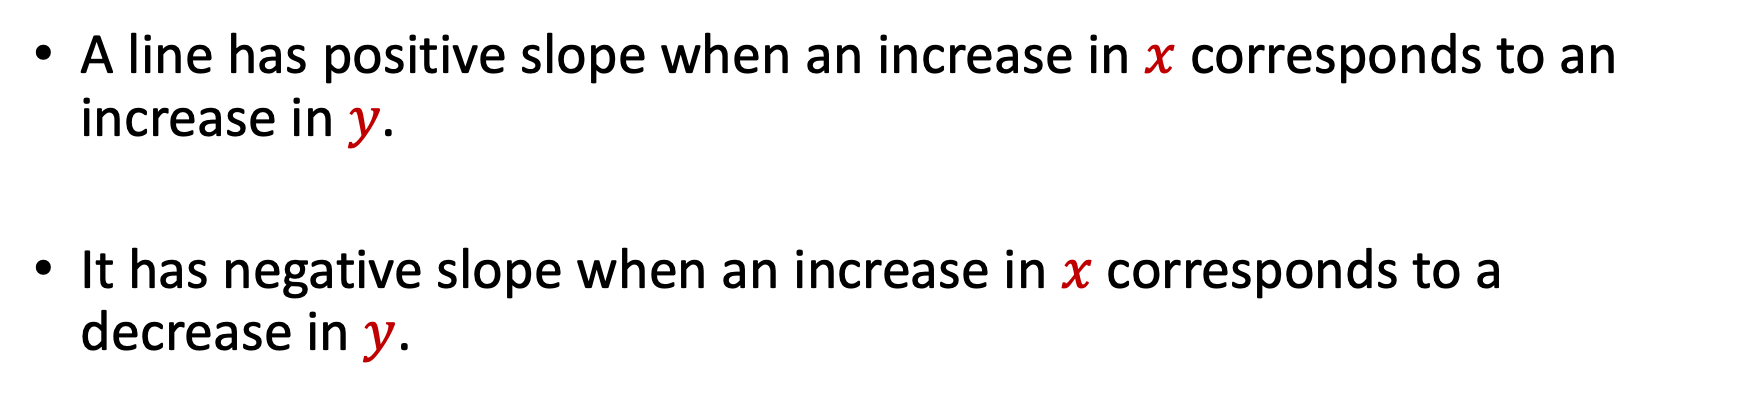 • A line has positive slope when an increase in x corresponds to an
increase in y.
• It has negative slope when an increase in x corresponds to a
decrease in y.